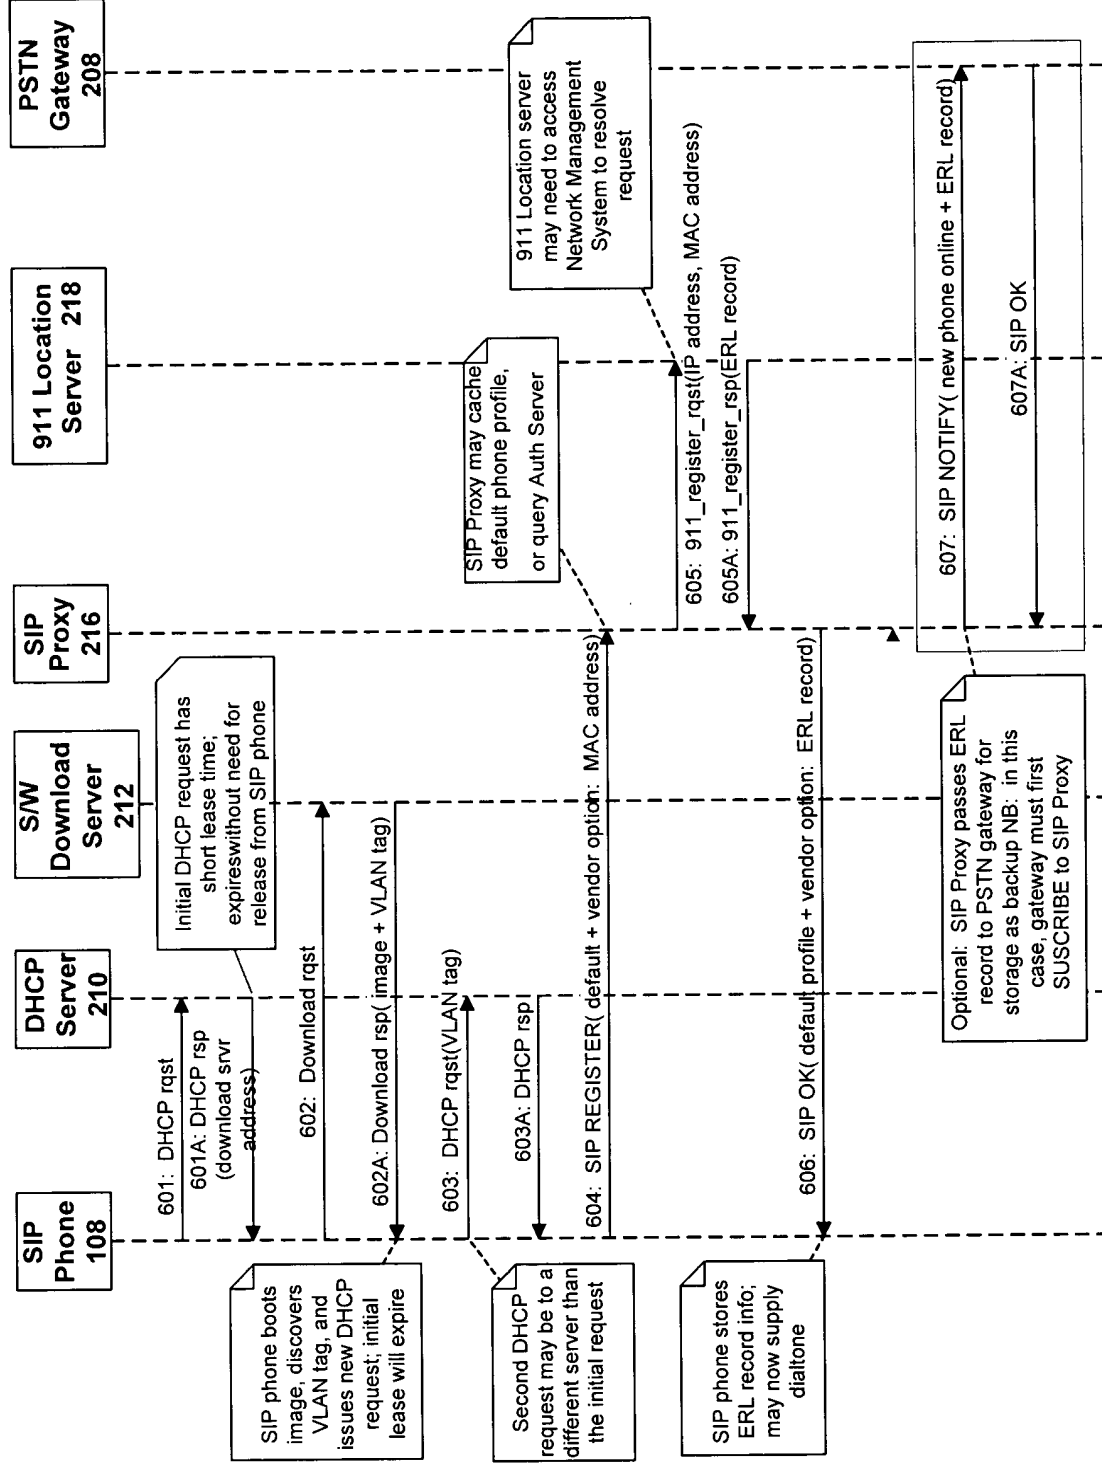 SIP
Phone
108
DHCP
Server
210
S/W
Download
Server
212
SIP
Proxy
216
911 Location
Server 218
PSTN
Gateway
208
601: DHCP rqst
601A: DHCP rsp
(download srvr
address)
Initial DHCP request has
short lease time;
expireswithout need for
release from SIP phone
602: Download rqst
602A: Download rsp( image + VLAN tag)
SIP phone boots
image, discovers
VLAN tag, and
issues new DHCP
request; initial
lease will expire
603: DHCP rqst(VLAN tag)
603A: DHCP rsp
Second DHCP
request may be to a
different server than
the initial request
604: SIP REGISTER( default + vendor option: MAC address)
SIP Proxy may cache
default phone profile,
or query Auth Server
605: 911_register_rqst(IP address, MAC address)
605A: 911_register_rsp(ERL record)
911 Location server
may need to access
Network Management
System to resolve
request
606: SIP OK( default profile + vendor option: ERL record)
SIP phone stores
ERL record info;
may now supply
dialtone
607: SIP NOTIFY( new phone online + ERL record)
607A: SIP OK
Optional: SIP Proxy passes ERL
record to PSTN gateway for
storage as backup NB: in this
case, gateway must first
SUSCRIBE to SIP Proxy